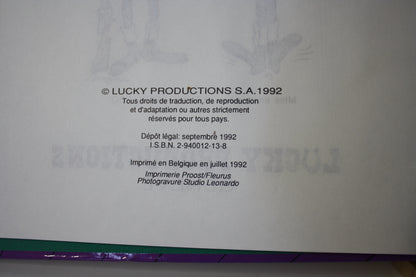 © LUCKY PRODUCTIONS S.A.1992
Tous droits de traduction, de reproduction
et d'adaptation ou autres strictement
réservés pour tous pays.
Dépôt légal: septembre 1992
I.S.B.N. 2-940012-13-8
Imprimé en Belgique en juillet 1992
Imprimerie Proost/Fleurus
Photogravure Studio Leonardo
LUCKY PRODUCTIONS